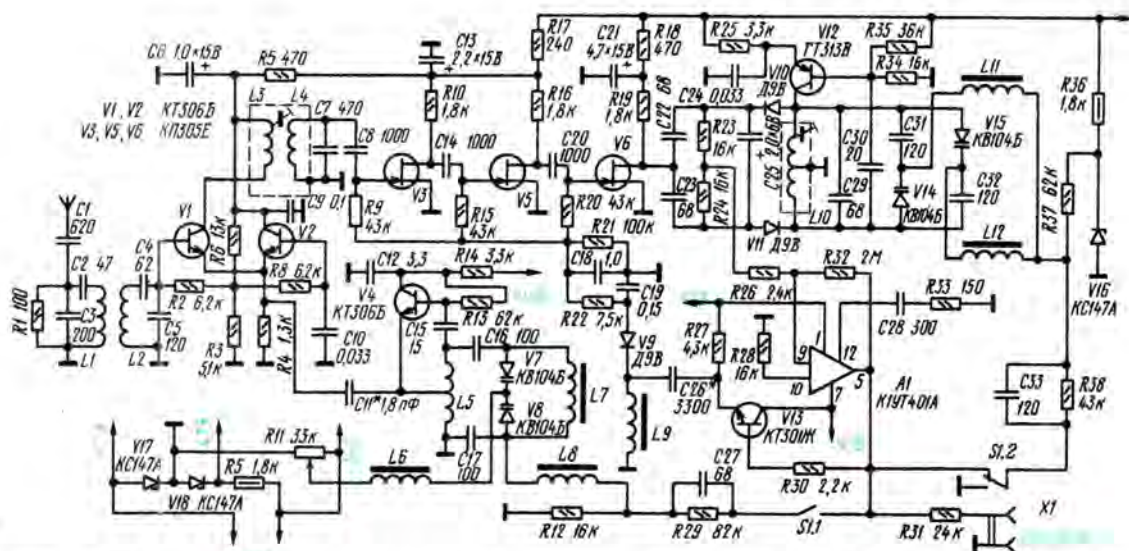 C6 1,0×15В
R5 470
C13
2,2×15В
R17
240
C21
4,7×15В
R18
470
R25 3,3к
V12
ГТ313В
R35 36к
R34 16к
L11
R36
1,8к
V1, V2 КТ306Б
V3, V5, V6 КП305Е
L3
L4
C7 470
C8 1000
R10
1,8к
C14 1000
R16
1,8к
C20
1000
R19
1,8к
V6
C22 68
C24 0,033
V10
Д9В
R23
16к
C25 2,0×6В
C30
20
C31
120
V15
КВ104Б
V3
V5
C23
68
R24 16к
V11 Д9В
L10
C29
68
V14
КВ104Б
C32
120
L12
R37 62к
V16
КС147А
C1
620
V1
C4
62
R6 13к
C9 0,1
V2
R9
43к
R15
43к
R20 43к
R21
100к
C18 1,0
C19
0,15
R22 7,5к
C2 47
R1 100
C3
200
L1
L2
C5
120
R2 6,2к
R8 6,2к
R3
51к
R4 1,3к
C10
0,033
C12 3,3
V4
КТ306Б
R14 3,3к
R13 62к
C15
15
C16 100
V7
КВ104Б
V8
КВ104Б
L5
L7
C11* 1,8 пФ
C17
100
V9
Д9В
L9
C26*
3300
R26 2,4к
R32 2М
R27
4,3к
R28
16к
C28 300
R33 150
1
12
9
10
5
7
A1
К1УТ401А
V13
КТ301Ж
C33
120
R38
43к
S1.2
V17
КС147А
R11 33к
R5 1,8к
V18 КС147А
L6
L8
C27
68
R30 2,2к
R12 16к
R29 82к
S1.1
R31 24к
X1